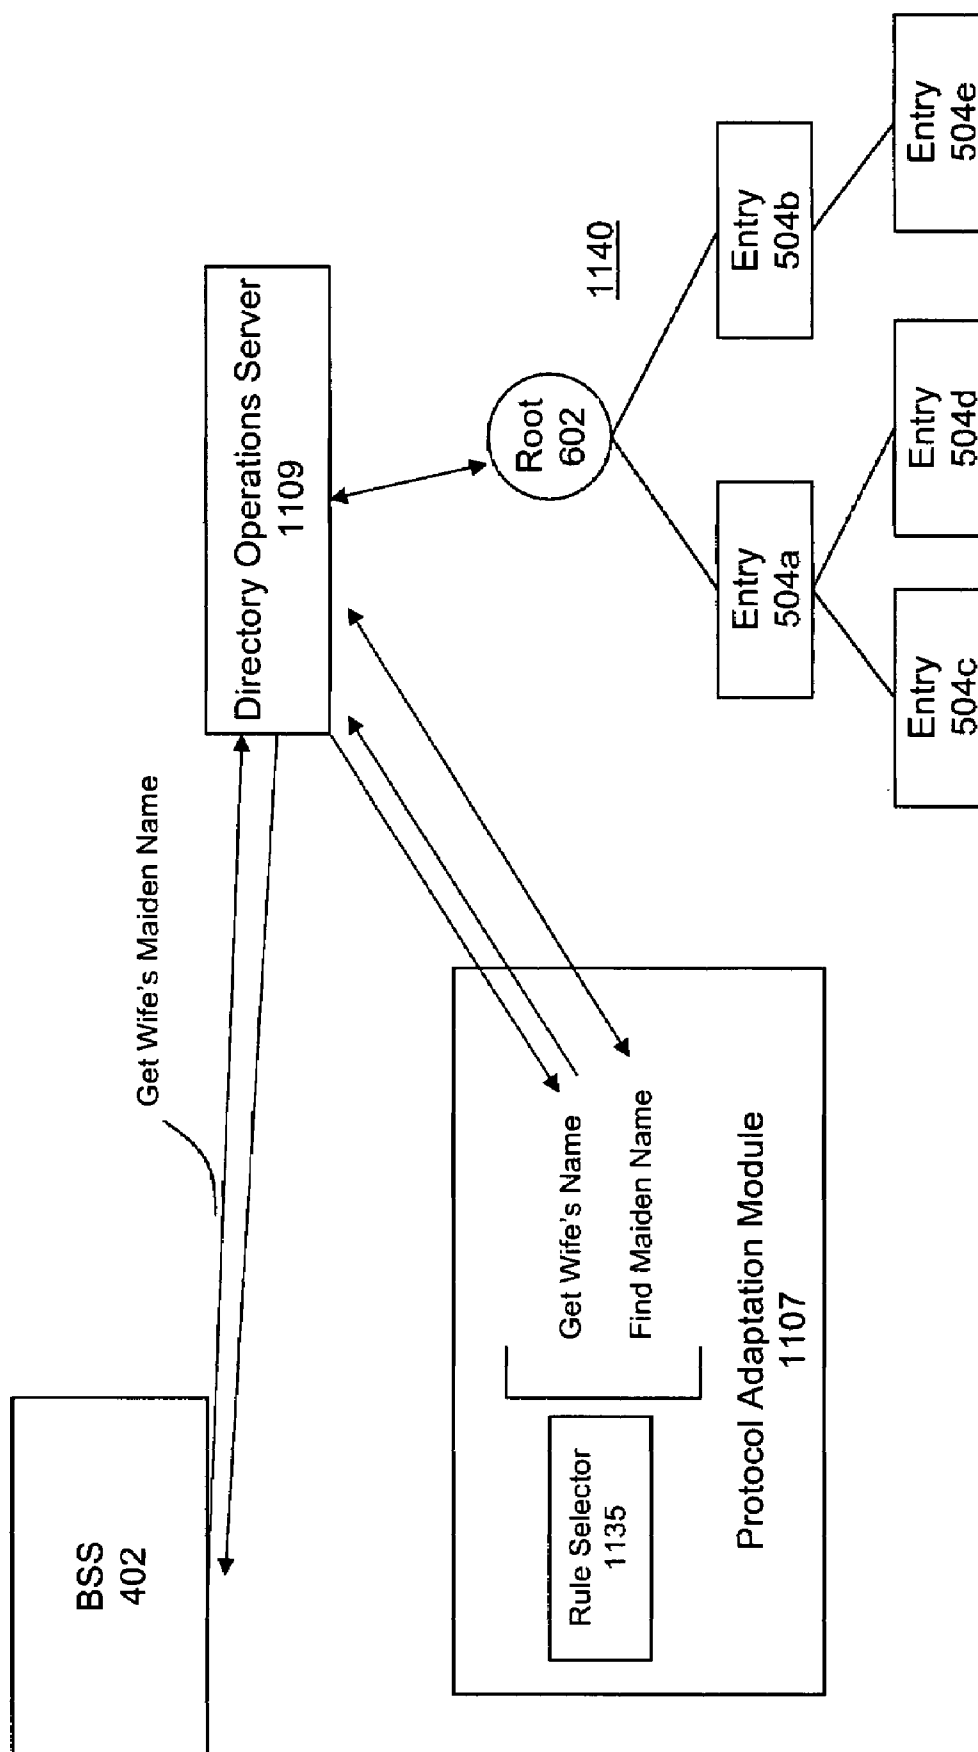 BSS
402
Get Wife's Maiden Name
Directory Operations Server
1109
Get Wife's Name
Find Maiden Name
Rule Selector
1135
Protocol Adaptation Module
1107
Root
602
1140
Entry
504a
Entry
504b
Entry
504c
Entry
504d
Entry
504e